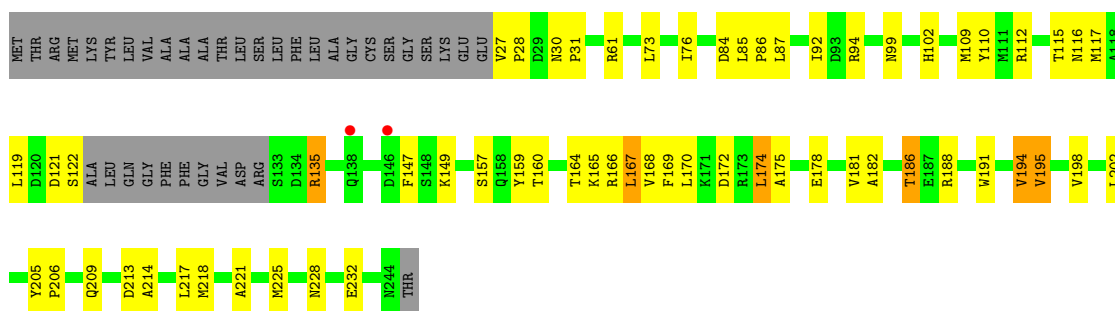 MET THR ARG MET LYS TYR LEU VAL ALA ALA ALA THR LEU SER LEU PHE LEU ALA GLY CYS SER GLY SER LYS GLU GLU V27 P28 D29 N30 P31 R61 L73 I76 D84 L85 P86 L87 I92 D93 R94 N99 H102 M109 Y110 M111 R112 T115 N116 M117 A118
L119 D120 D121 S122 ALA LEU GLN GLY PHE PHE GLY VAL ASP ARG S133 D134 R135 Q138 D146 F147 S148 K149 S157 Q158 Y159 T160 T164 K165 R166 L167 V168 F169 L170 K171 D172 R173 L174 A175 E178 V181 A182 T186 E187 R188 W191 V194 V195 V198 L202
Y205 P206 Q209 D213 A214 L217 M218 A221 M225 N228 E232 N244 THR